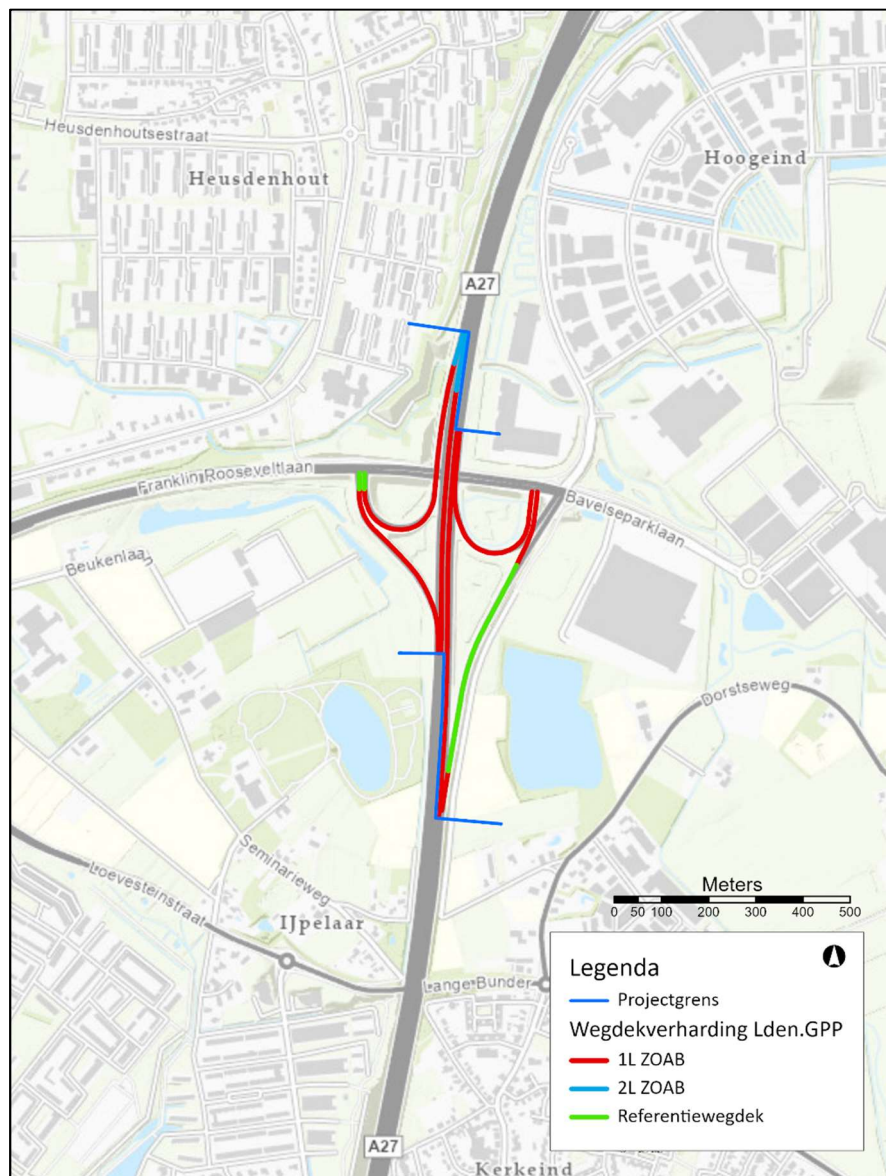 Heusdenhoutsestraat
Heusdenhout
Hoogeind
A27
Franklin Rooseveltlaan
Bavelseparklaan
Beukenlaa
Dorstseweg
Seminarieweg
Loevesteinstraat
IJpelaar
Lange Bunder
A27
Kerkeind
Meters
0 50 100 200 300 400 500
Legenda
Projectgrens
Wegdekverharding Lden.GPP
1L ZOAB
2L ZOAB
Referentiewegdek